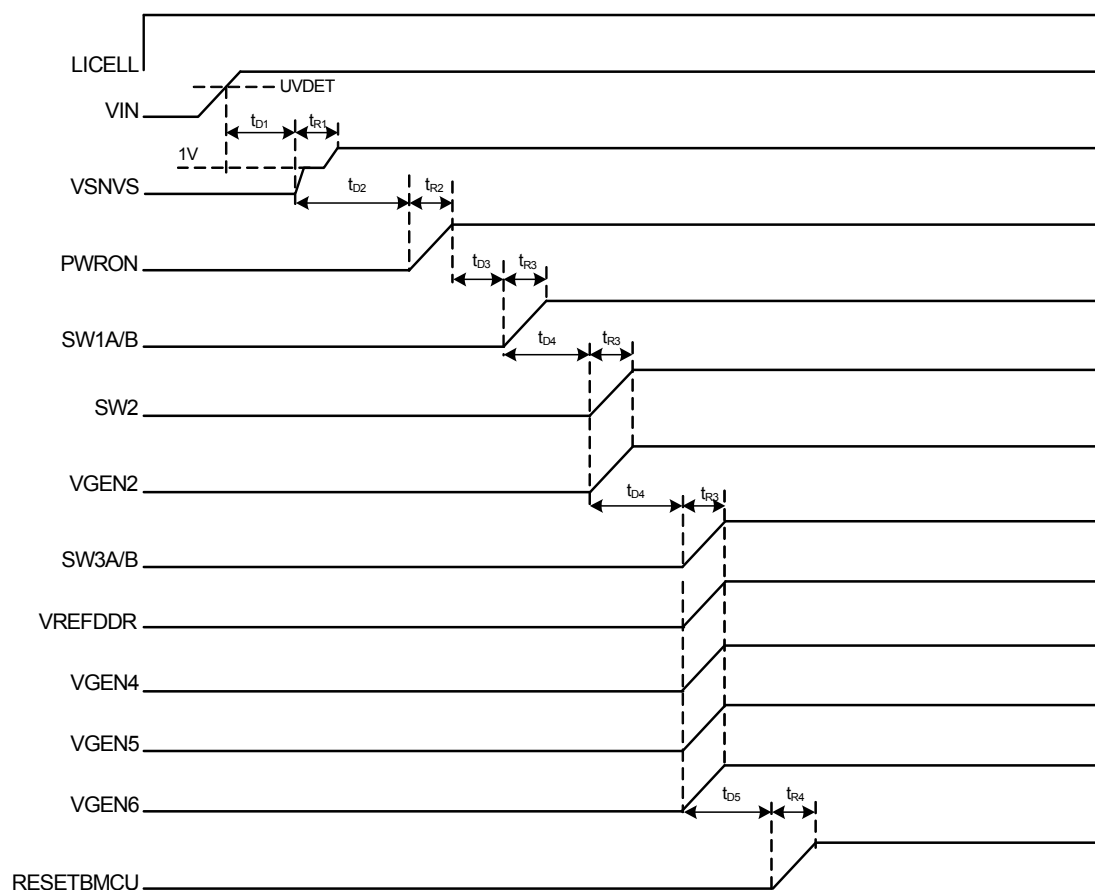 LICELL
UVDET
VIN
tD1
tR1
1V
VSNVS
tD2
tR2
PWRON
tD3
tR3
SW1A/B
tD4
tR3
SW2
VGEN2
tD4
tR3
SW3A/B
VREFDDR
VGEN4
VGEN5
VGEN6
tD5
tR4
RESETBMCU